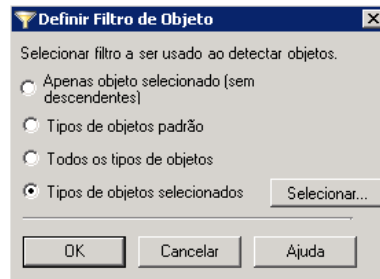 Definir Filtro de Objeto
Selecionar filtro a ser usado ao detectar objetos.
Apenas objeto selecionado (sem
descendentes)
Tipos de objetos padrão
Todos os tipos de objetos
Tipos de objetos selecionados
Selecionar...
OK
Cancelar
Ajuda